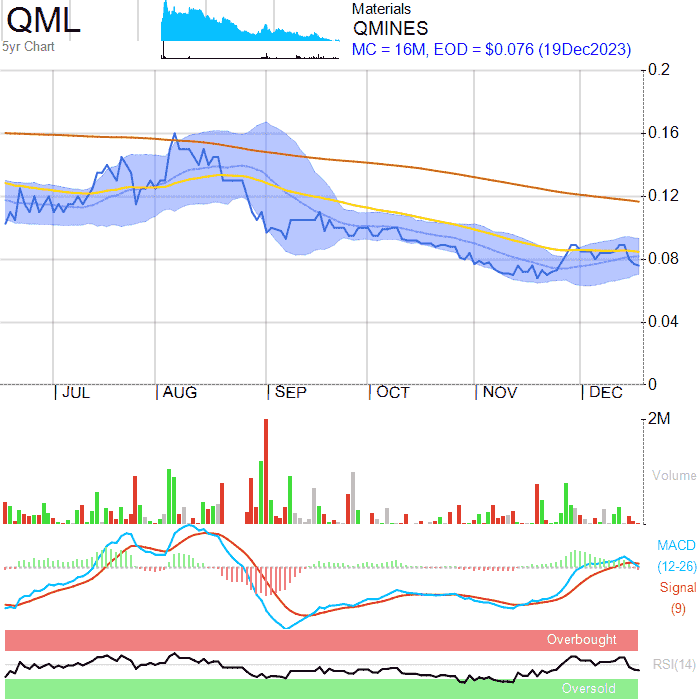 QML
5yr Chart
Materials
QMINES
MC = 16M, EOD = $0.076 (19Dec2023)
0.2
0.16
0.12
0.08
0.04
0
JUL AUG SEP OCT NOV DEC
2M
Volume
MACD
(12-26)
Signal
(9)
Overbought
RSI(14)
Oversold